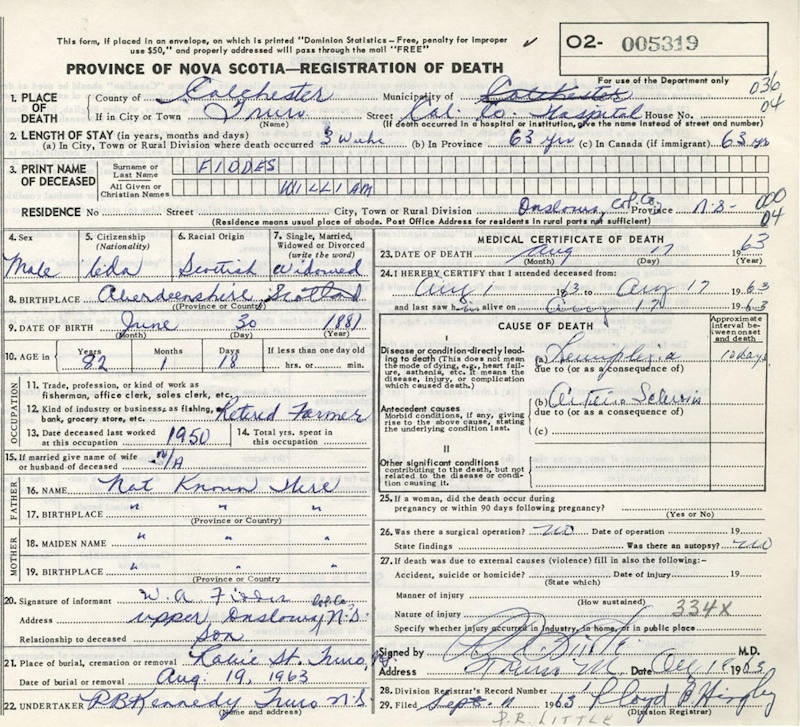 This form, if placed in an envelope, on which is printed "Dominion Statistics – Free, penalty for improper
use $50," and properly addressed will pass through the mail "FREE"
O2- 005319
PROVINCE OF NOVA SCOTIA—REGISTRATION OF DEATH
For use of the Department only
036
04
1. PLACE OF DEATH
County of Colchester Municipality of Colchester
If in City or Town Truro Street Col. Co. Hospital House No.
(Name) (If death occurred in a hospital or institution, give the name instead of street and number)
2. LENGTH OF STAY (in years, months and days)
(a) In City, Town or Rural Division where death occurred 3 (b) In Province 63 yrs (c) In Canada (if immigrant) 63 yrs
3. PRINT NAME OF DECEASED
Surname or Last Name FIDDES
All Given or Christian Names WILLIAM
RESIDENCE No Street City, Town or Rural Division Onslow, Col. Co. Province N.S-
000
04
(Residence means usual place of abode. Post Office Address for residents in rural parts not sufficient)
4. Sex Male
5. Citizenship (Nationality)
6. Racial Origin Scottish
7. Single, Married, Widowed or Divorced (write the word) Widowed
8. BIRTHPLACE Aberdeenshire, Scotland
(Province or Country)
9. DATE OF BIRTH June 30 1881
(Month) (Day) (Year)
10. AGE in Years 82 Months 1 Days 18 If less than one day old hrs. or min.
OCCUPATION
11. Trade, profession, or kind of work as
fisherman, office clerk, sales clerk, etc.
12. Kind of industry or business, as fishing,
bank, grocery store, etc. Retired Farmer
13. Date deceased last worked at this occupation 1950
14. Total yrs. spent in this occupation
15. If married give name of wife
or husband of deceased N/A
FATHER
16. NAME Not Known Here
17. BIRTHPLACE " " "
(Province or Country)
MOTHER
18. MAIDEN NAME " " "
19. BIRTHPLACE " " "
(Province or Country)
20. Signature of informant W. A. Fiddes
Address Upper Onslow, Col. Co. N.S.
Relationship to deceased Son
21. Place of burial, cremation or removal St. Truro, N.S.
Date of burial or removal Aug. 19, 1963
22. UNDERTAKER P B Kennedy Truro N.S.
(Name and address)
MEDICAL CERTIFICATE OF DEATH
23. DATE OF DEATH Aug 17 1963
(Month) (Day) (Year)
24. I HEREBY CERTIFY that I attended deceased from:
Aug 1 1963 to Aug 17 1963
and last saw him alive on Aug 17 1963
CAUSE OF DEATH
Approximate interval between onset and death
I
Disease or condition directly leading
to death (This does not mean
the mode of dying, e.g., heart failure,
asthenia, etc. It means the
disease, injury, or complication
which caused death.)
(a) Hemiplegia 10 days
due to (or as a consequence of)
Antecedent causes
Morbid conditions, if any, giving
rise to the above cause, stating
the underlying condition last.
(b) Arterio Sclerosis
due to (or as a consequence of)
(c)
II
Other significant conditions
contributing to the death, but not
related to the disease or condition
causing it.
25. If a woman, did the death occur during
pregnancy or within 90 days following pregnancy?
(Yes or No)
26. Was there a surgical operation? no Date of operation 19
State findings Was there an autopsy? no
27. If death was due to external causes (violence) fill in also the following:-
Accident, suicide or homicide? Date of injury 19
(State which)
Manner of injury
(How sustained)
Nature of injury 334X
Specify whether injury occurred in industry, in home, or in public place
Signed by M.D.
Address Truro Date 1963
28. Division Registrar's Record Number
29. Filed Sept. 11 1963 Lloyd
(Division Registrar)
P.R. LITTLE